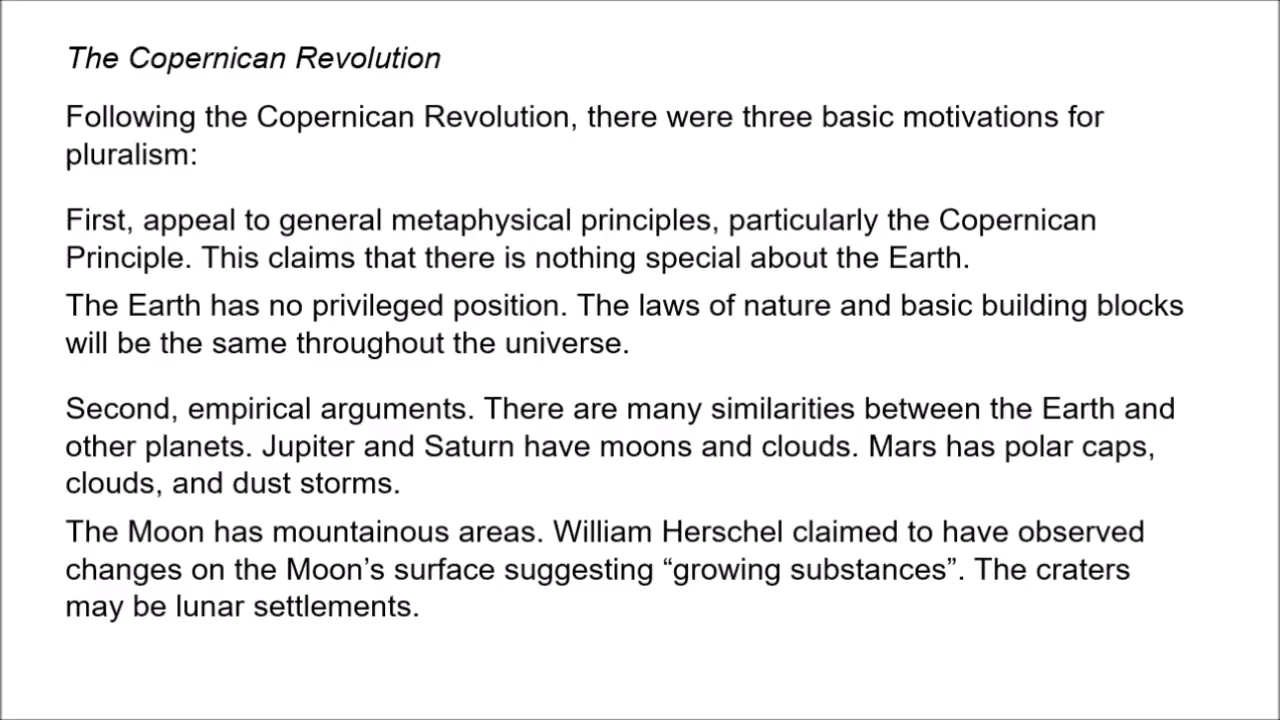 The Copernican Revolution
Following the Copernican Revolution, there were three basic motivations for
pluralism:
First, appeal to general metaphysical principles, particularly the Copernican
Principle. This claims that there is nothing special about the Earth.
The Earth has no privileged position. The laws of nature and basic building blocks
will be the same throughout the universe.
Second, empirical arguments. There are many similarities between the Earth and
other planets. Jupiter and Saturn have moons and clouds. Mars has polar caps,
clouds, and dust storms.
The Moon has mountainous areas. William Herschel claimed to have observed
changes on the Moon’s surface suggesting “growing substances”. The craters
may be lunar settlements.